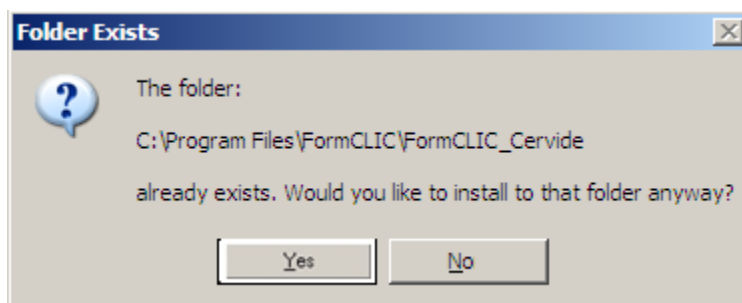 Folder Exists
The folder:
C:\Program Files\FormCLIC\FormCLIC_Cervide
already exists. Would you like to install to that folder anyway?
Yes
No